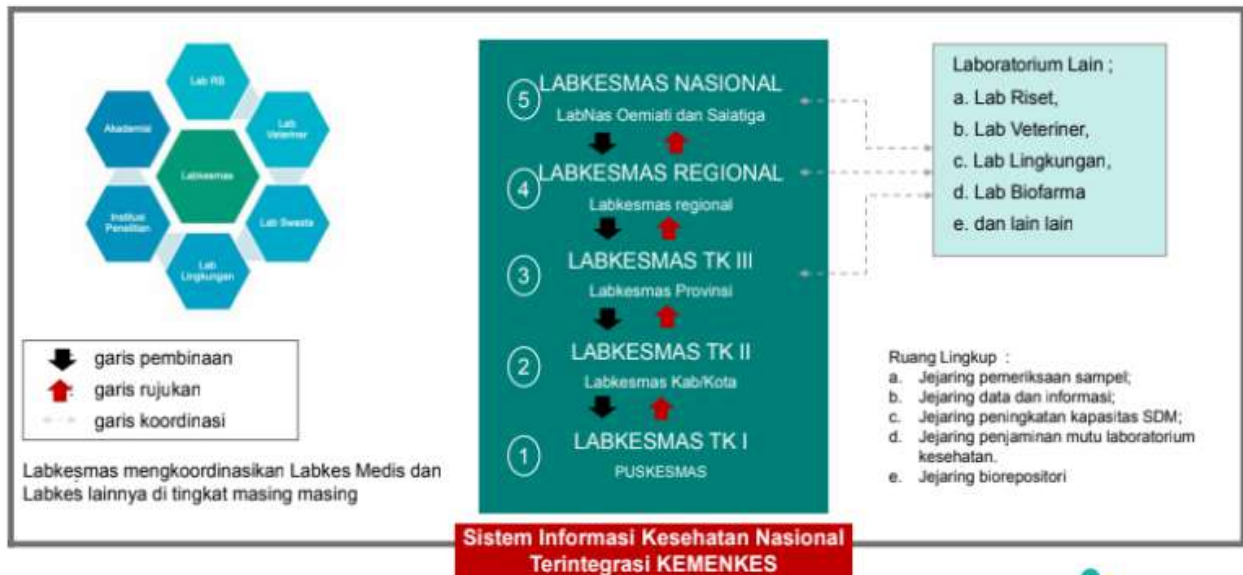 Lab RS
Akademisi
Lab
Veteriner
Labkesmas
Institusi
Penelitian
Lab Swasta
Lab
Lingkungan
garis pembinaan
garis rujukan
garis koordinasi
Labkesmas mengkoordinasikan Labkes Medis dan
Labkes lainnya di tingkat masing masing
5
LABKESMAS NASIONAL
LabNas Oemiati dan Salatiga
4
LABKESMAS REGIONAL
Labkesmas regional
3
LABKESMAS TK III
Labkesmas Provinsi
2
LABKESMAS TK II
Labkesmas Kab/Kota
1
LABKESMAS TK I
PUSKESMAS
Sistem Informasi Kesehatan Nasional
Terintegrasi KEMENKES
Laboratorium Lain ;
a. Lab Riset,
b. Lab Veteriner,
c. Lab Lingkungan,
d. Lab Biofarma
e. dan lain lain
Ruang Lingkup :
a. Jejaring pemeriksaan sampel;
b. Jejaring data dan informasi;
c. Jejaring peningkatan kapasitas SDM;
d. Jejaring penjaminan mutu laboratorium
kesehatan.
e. Jejaring biorepositori